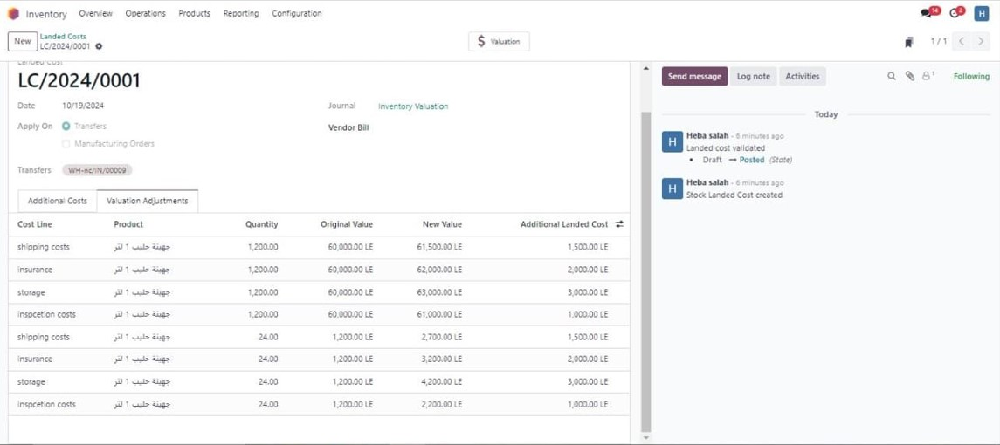 Inventory Overview Operations Products Reporting Configuration 14 2 H
New Landed Costs
LC/2024/0001
$ Valuation
1 / 1
Landed Cost
LC/2024/0001
Date 10/19/2024 Journal Inventory Valuation
Apply On Transfers Vendor Bill
Manufacturing Orders
Transfers WH-nc/IN/00009
Additional Costs Valuation Adjustments
Cost Line Product Quantity Original Value New Value Additional Landed Cost
shipping costs جهينة حليب 1 لتر 1,200.00 60,000.00 LE 61,500.00 LE 1,500.00 LE
insurance جهينة حليب 1 لتر 1,200.00 60,000.00 LE 62,000.00 LE 2,000.00 LE
storage جهينة حليب 1 لتر 1,200.00 60,000.00 LE 63,000.00 LE 3,000.00 LE
inspcetion costs جهينة حليب 1 لتر 1,200.00 60,000.00 LE 61,000.00 LE 1,000.00 LE
shipping costs جهينة حليب 1 لتر 24.00 1,200.00 LE 2,700.00 LE 1,500.00 LE
insurance جهينة حليب 1 لتر 24.00 1,200.00 LE 3,200.00 LE 2,000.00 LE
storage جهينة حليب 1 لتر 24.00 1,200.00 LE 4,200.00 LE 3,000.00 LE
inspcetion costs جهينة حليب 1 لتر 24.00 1,200.00 LE 2,200.00 LE 1,000.00 LE
Send message Log note Activities 1 Following
Today
H Heba salah - 6 minutes ago
Landed cost validated
• Draft → Posted (State)
H Heba salah - 6 minutes ago
Stock Landed Cost created